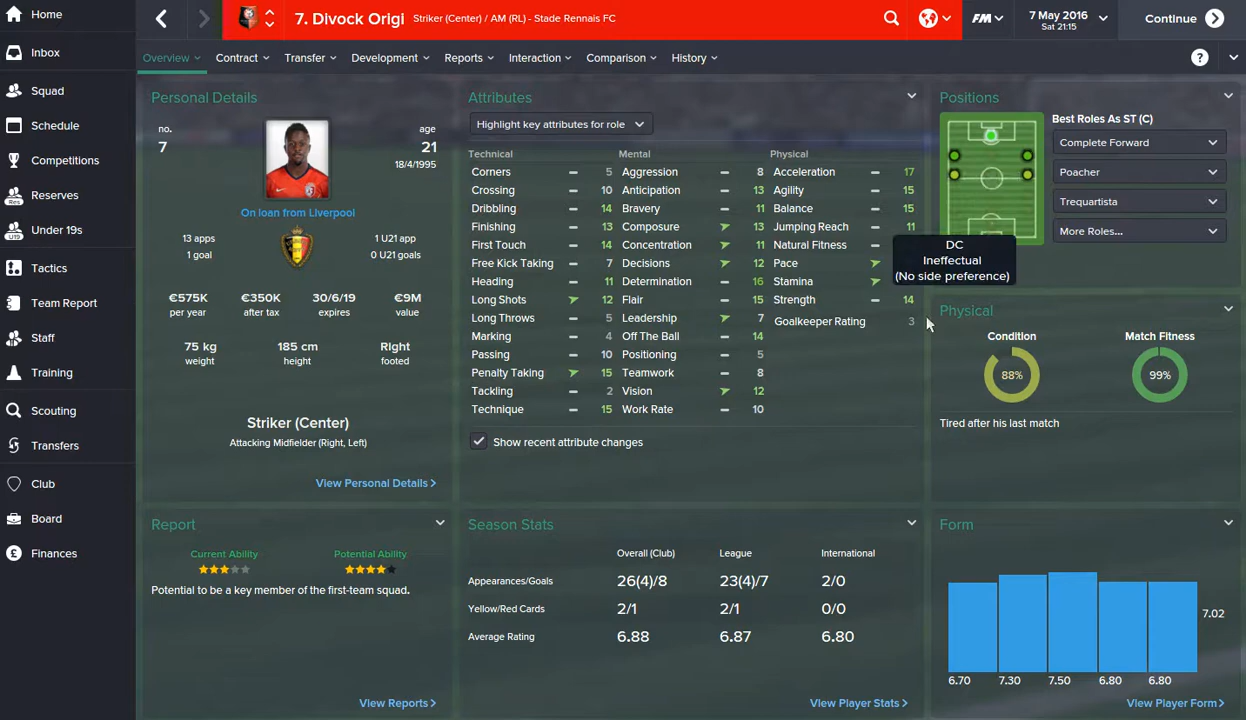 Home
7. Divock Origi
Striker (Center) / AM (RL) - Stade Rennais FC
FM
7 May 2016
Sat 21:15
Continue
Inbox
Squad
Schedule
Competitions
Reserves
Under 19s
Tactics
Team Report
Staff
Training
Scouting
Transfers
Club
Board
Finances
Overview Contract Transfer Development Reports Interaction Comparison History
?
Personal Details
no.
7
age
21
18/4/1995
On loan from Liverpool
13 apps
1 goal
1 U21 app
0 U21 goals
€575K
per year
€350K
after tax
30/6/19
expires
€9M
value
75 kg
weight
185 cm
height
Right
footed
Striker (Center)
Attacking Midfielder (Right, Left)
View Personal Details >
Attributes
Highlight key attributes for role
Technical Mental Physical
Corners 5 Aggression 8 Acceleration 17
Crossing 10 Anticipation 13 Agility 15
Dribbling 14 Bravery 11 Balance 15
Finishing 13 Composure 13 Jumping Reach 11
First Touch 14 Concentration 11 Natural Fitness
Free Kick Taking 7 Decisions 12 Pace
Heading 11 Determination 16 Stamina
Long Shots 12 Flair 15 Strength 14
Long Throws 5 Leadership 7 Goalkeeper Rating 3
Marking 4 Off The Ball 14
Passing 10 Positioning 5
Penalty Taking 15 Teamwork 8
Tackling 2 Vision 12
Technique 15 Work Rate 10
Show recent attribute changes
Positions
Best Roles As ST (C)
Complete Forward
Poacher
Trequartista
More Roles...
DC
Ineffectual
(No side preference)
Physical
Condition
88%
Match Fitness
99%
Tired after his last match
Report
Current Ability
Potential Ability
Potential to be a key member of the first-team squad.
View Reports >
Season Stats
Overall (Club) League International
Appearances/Goals 26(4)/8 23(4)/7 2/0
Yellow/Red Cards 2/1 2/1 0/0
Average Rating 6.88 6.87 6.80
View Player Stats >
Form
7.02
6.70 7.30 7.50 6.80 6.80
View Player Form >